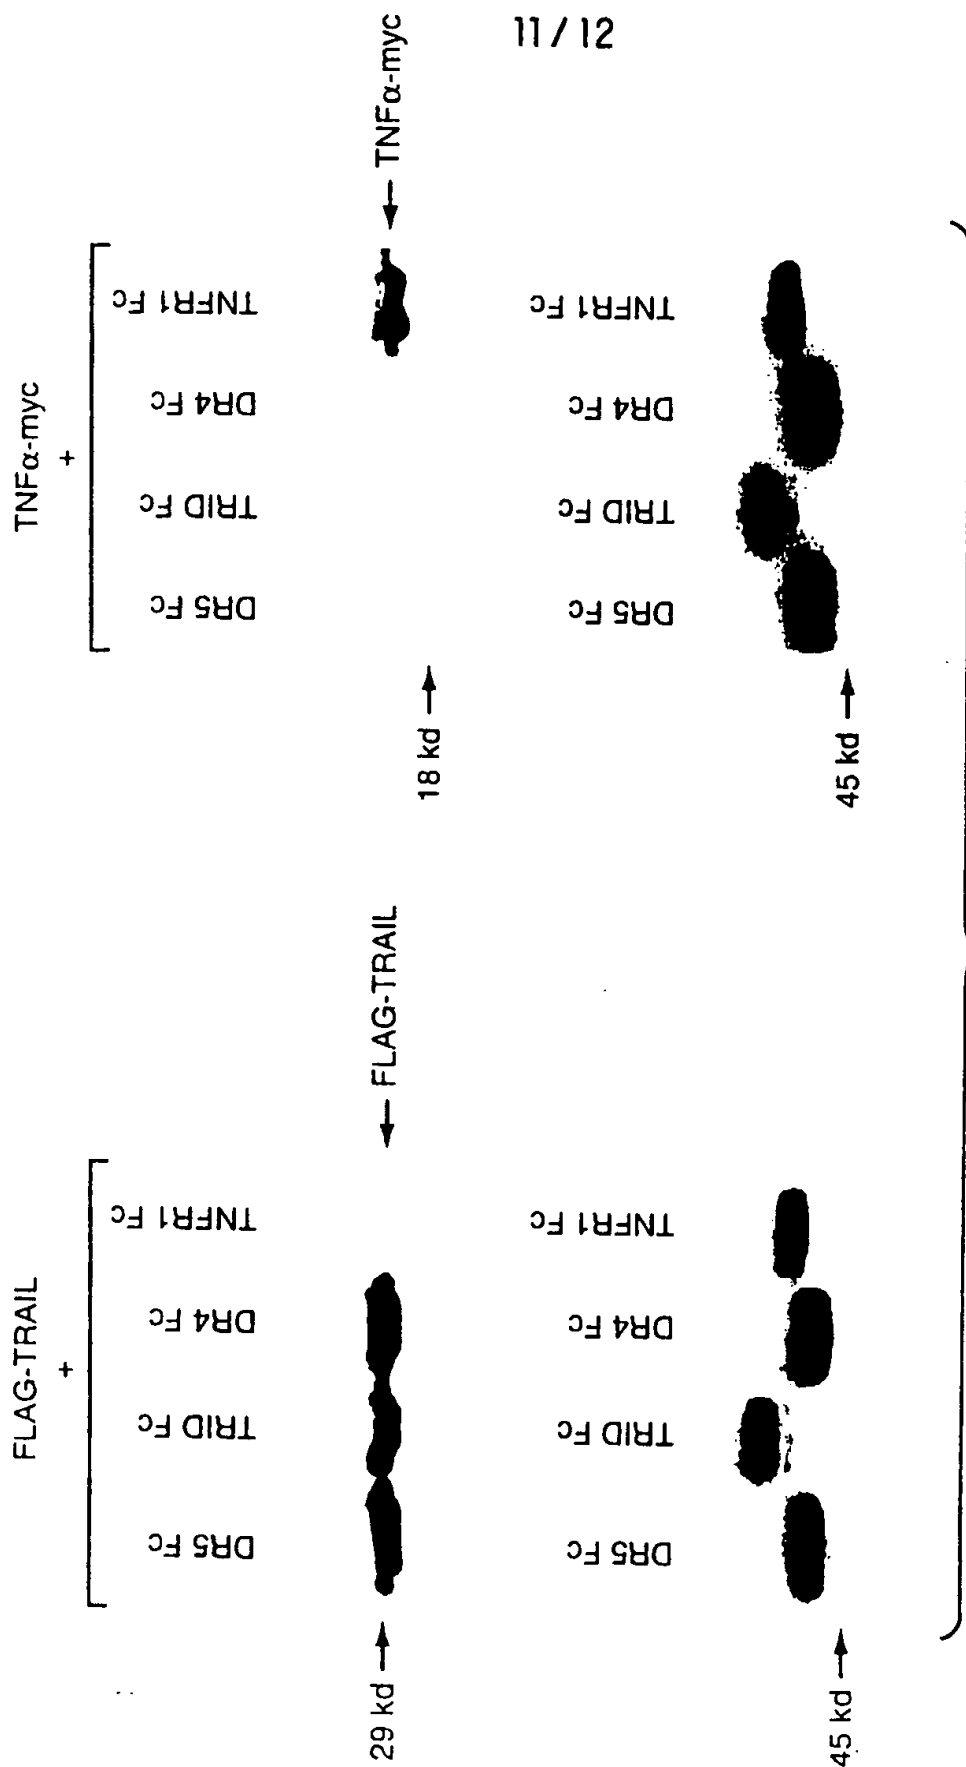 11/12
FLAG-TRAIL
+
DR5 Fc
TRID Fc
DR4 Fc
TNFR1 Fc
29 kd →
← FLAG-TRAIL
DR5 Fc
TRID Fc
DR4 Fc
TNFR1 Fc
45 kd →
TNFα-myc
+
DR5 Fc
TRID Fc
DR4 Fc
TNFR1 Fc
18 kd →
← TNFα-myc
DR5 Fc
TRID Fc
DR4 Fc
TNFR1 Fc
45 kd →